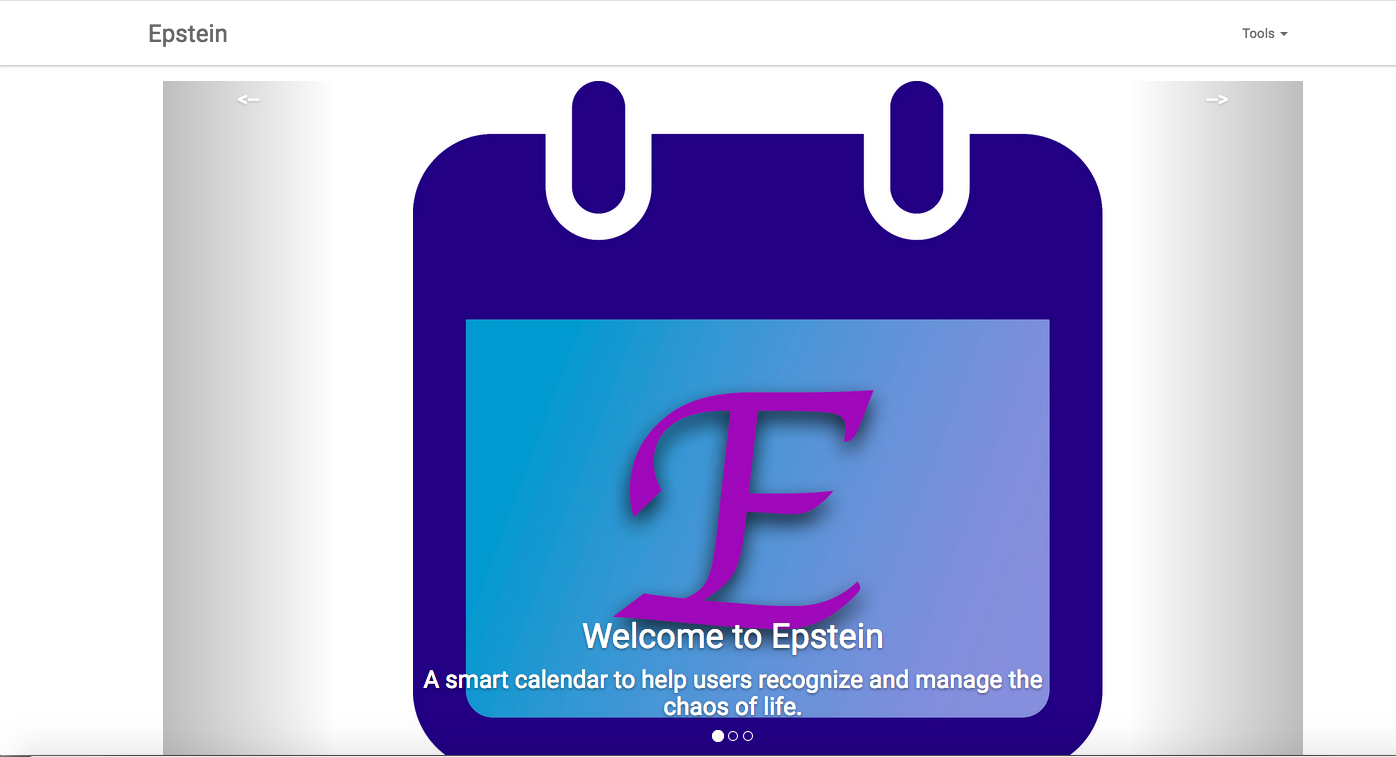 Epstein
Tools
<–
–>
E
Welcome to Epstein
A smart calendar to help users recognize and manage the
chaos of life.